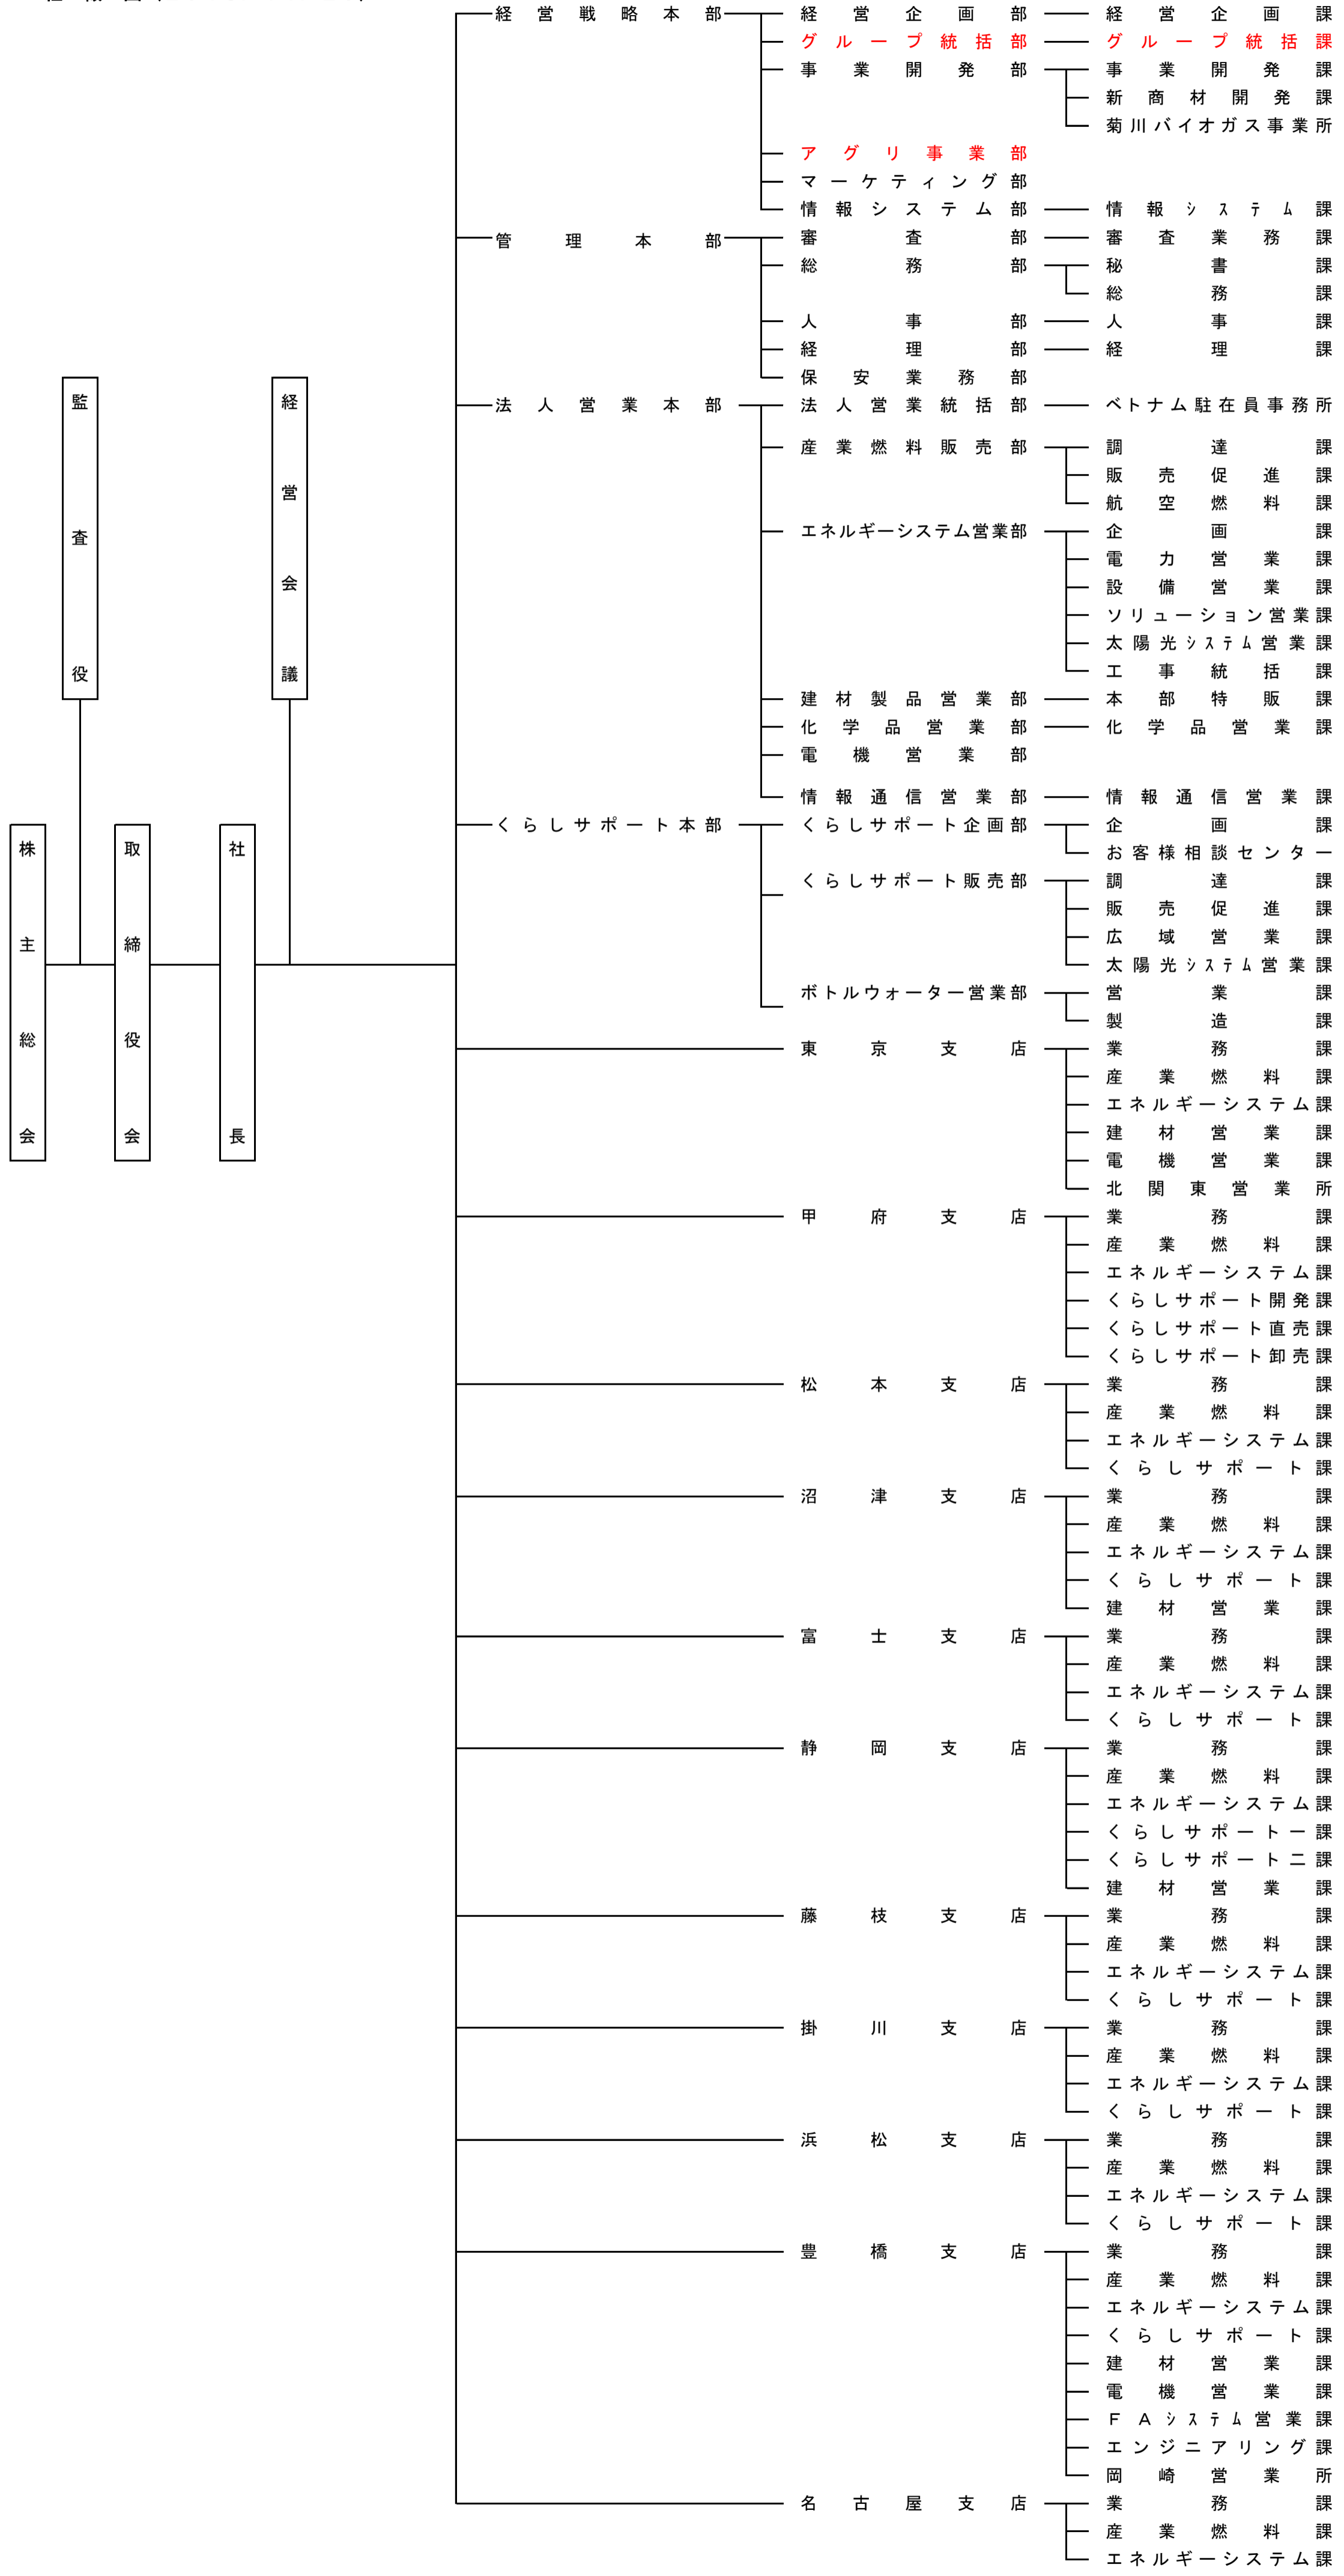 経営戦略本部 経営企画部 経営企画課
グループ統括部 グループ統括課
事業開発部 事業開発課
新商材開発課
菊川バイオガス事業所
アグリ事業部
マーケティング部
情報システム部 情報ｼｽﾃﾑ課
管理本部 審査部 審査業務課
総務部 秘書課
総務課
人事部 人事課
経理部 経理課
保安業務部
監査役
経営会議
法人営業本部 法人営業統括部 ベトナム駐在員事務所
産業燃料販売部 調達課
販売促進課
航空燃料課
エネルギーシステム営業部 企画課
電力営業課
設備営業課
ソリューション営業課
太陽光ｼｽﾃﾑ営業課
工事統括課
建材製品営業部 本部特販課
化学品営業部 化学品営業課
電機営業部
情報通信営業部 情報通信営業課
株主総会
取締役会
社長
くらしサポート本部 くらしサポート企画部 企画課
お客様相談センター
くらしサポート販売部 調達課
販売促進課
広域営業課
太陽光ｼｽﾃﾑ営業課
ボトルウォーター営業部 営業課
製造課
東京支店 業務課
産業燃料課
エネルギーシステム課
建材営業課
電機営業課
北関東営業所
甲府支店 業務課
産業燃料課
エネルギーシステム課
くらしサポート開発課
くらしサポート直売課
くらしサポート卸売課
松本支店 業務課
産業燃料課
エネルギーシステム課
くらしサポート課
沼津支店 業務課
産業燃料課
エネルギーシステム課
くらしサポート課
建材営業課
富士支店 業務課
産業燃料課
エネルギーシステム課
くらしサポート課
静岡支店 業務課
産業燃料課
エネルギーシステム課
くらしサポート一課
くらしサポート二課
建材営業課
藤枝支店 業務課
産業燃料課
エネルギーシステム課
くらしサポート課
掛川支店 業務課
産業燃料課
エネルギーシステム課
くらしサポート課
浜松支店 業務課
産業燃料課
エネルギーシステム課
くらしサポート課
豊橋支店 業務課
産業燃料課
エネルギーシステム課
くらしサポート課
建材営業課
電機営業課
ＦＡｼｽﾃﾑ営業課
エンジニアリング課
岡崎営業所
名古屋支店 業務課
産業燃料課
エネルギーシステム課